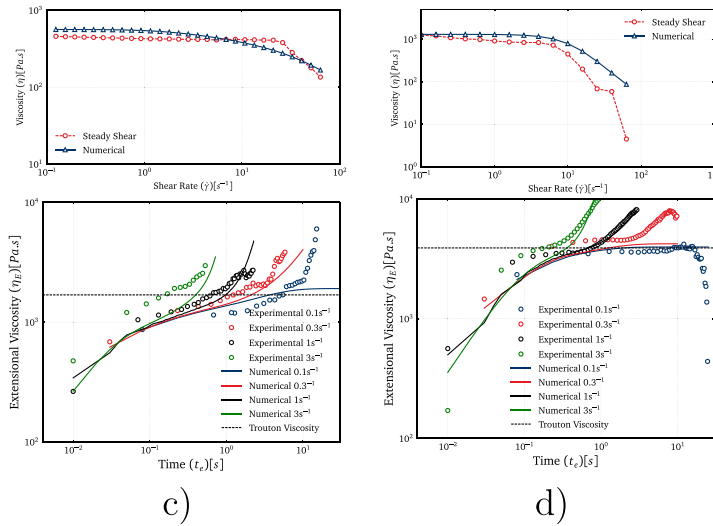 10³
10²
10¹
Viscosity (η)[Pa.s]
Steady Shear
Numerical
10⁻¹ 10⁰ 10¹ 10²
Shear Rate (γ̇)[s⁻¹]
10⁴
10³
10²
Extensional Viscosity (η_E)[Pa.s]
Experimental 0.1s⁻¹
Experimental 0.3s⁻¹
Experimental 1s⁻¹
Experimental 3s⁻¹
Numerical 0.1s⁻¹
Numerical 0.3⁻¹
Numerical 1s⁻¹
Numerical 3s⁻¹
Trouton Viscosity
10⁻² 10⁻¹ 10⁰ 10¹
Time (t_e)[s]
c)
10⁴
10³
10²
10¹
10⁰
Viscosity (η)[Pa.s]
Steady Shear
Numerical
10⁰ 10¹ 10²
Shear Rate (γ̇)[s⁻¹]
10⁴
10³
10²
Extensional Viscosity (η_E)[Pa.s]
Experimental 0.1s⁻¹
Experimental 0.3s⁻¹
Experimental 1s⁻¹
Experimental 3s⁻¹
Numerical 0.1s⁻¹
Numerical 0.3⁻¹
Numerical 1s⁻¹
Numerical 3s⁻¹
Trouton Viscosity
10⁻² 10⁻¹ 10⁰ 10¹
Time (t_e)[s]
d)